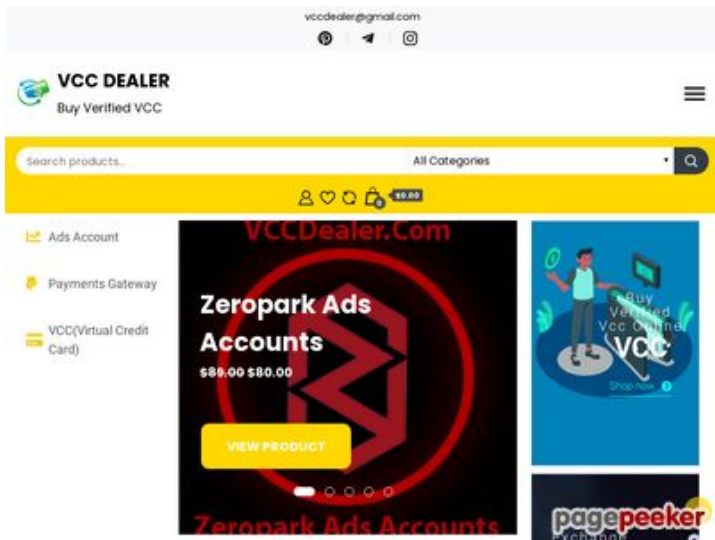 vccdealer@gmail.com
VCC DEALER
Buy Verified VCC
Search products..
All Categories
0
$0.00
Ads Account
Payments Gateway
VCC(Virtual Credit
Card)
VCCDealer.Com
Zeropark Ads
Accounts
$89.00 $80.00
VIEW PRODUCT
Zeropark Ads Accounts
Buy
Verified
Vcc Online
VCC
Shop now
pagepeeker
Exchange